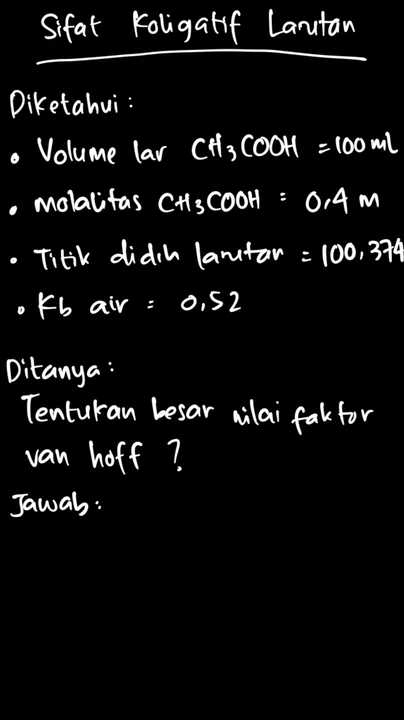 Sifat Koligatif Larutan
Diketahui:
• Volume lar CH₃COOH = 100 ml
• Molalitas CH₃COOH = 0,4 m
• Titik didih larutan = 100,374
• Kb air = 0,52
Ditanya:
Tentukan besar nilai faktor
van hoff ?
Jawab: